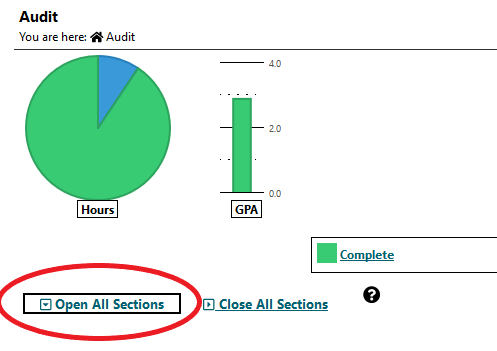 Audit
You are here: Audit
4.0
2.0
0.0
Hours
GPA
Complete
Open All Sections
Close All Sections
?